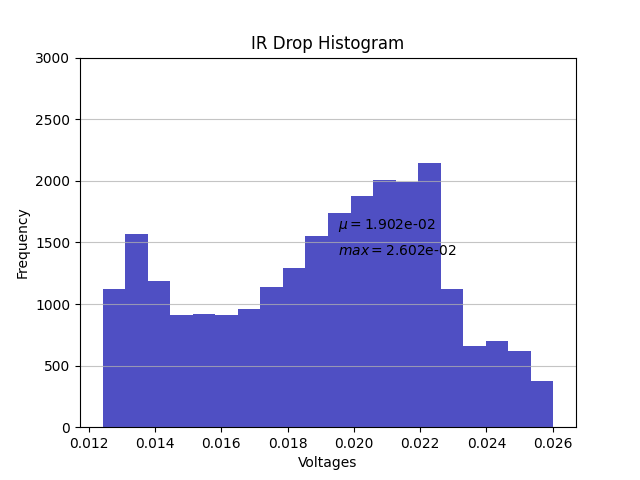 IR Drop Histogram
3000
2500
2000
1500
1000
500
0
Frequency
μ = 1.902e-02
max = 2.602e-02
0.012 0.014 0.016 0.018 0.020 0.022 0.024 0.026
Voltages